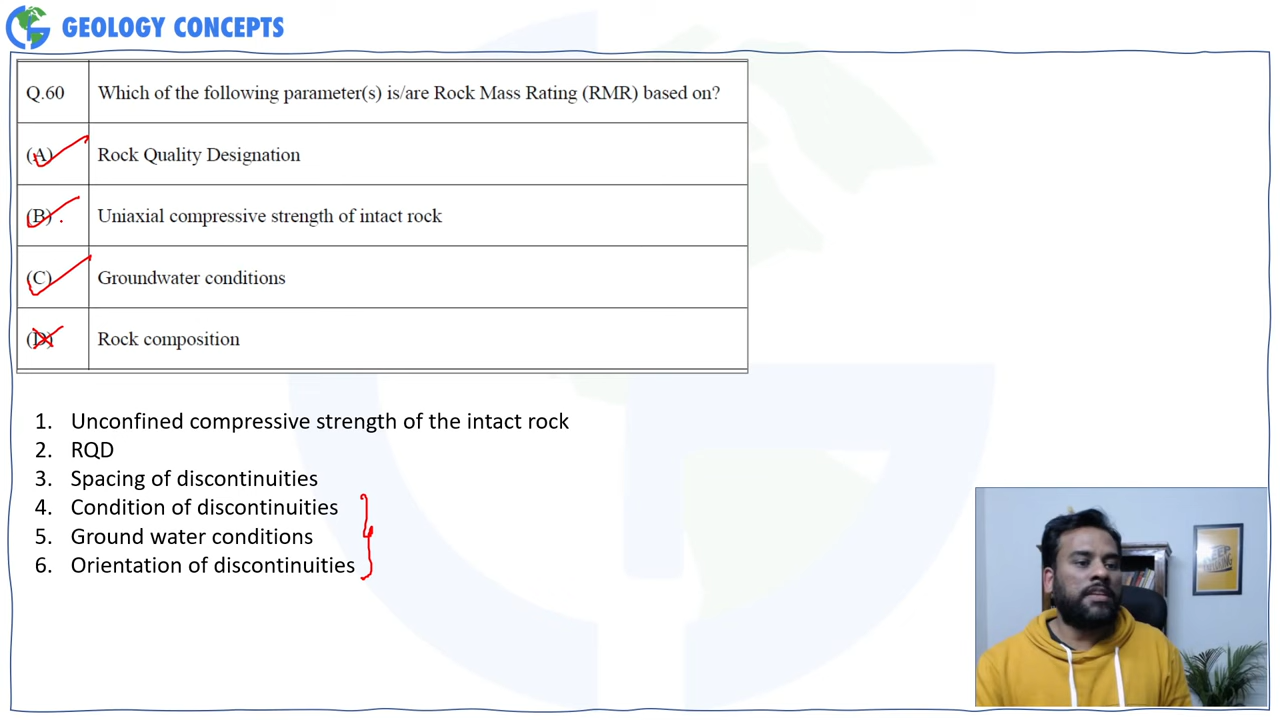 GEOLOGY CONCEPTS
Q.60 Which of the following parameter(s) is/are Rock Mass Rating (RMR) based on?
(A) Rock Quality Designation
(B) Uniaxial compressive strength of intact rock
(C) Groundwater conditions
(D) Rock composition
1. Unconfined compressive strength of the intact rock
2. RQD
3. Spacing of discontinuities
4. Condition of discontinuities
5. Ground water conditions
6. Orientation of discontinuities